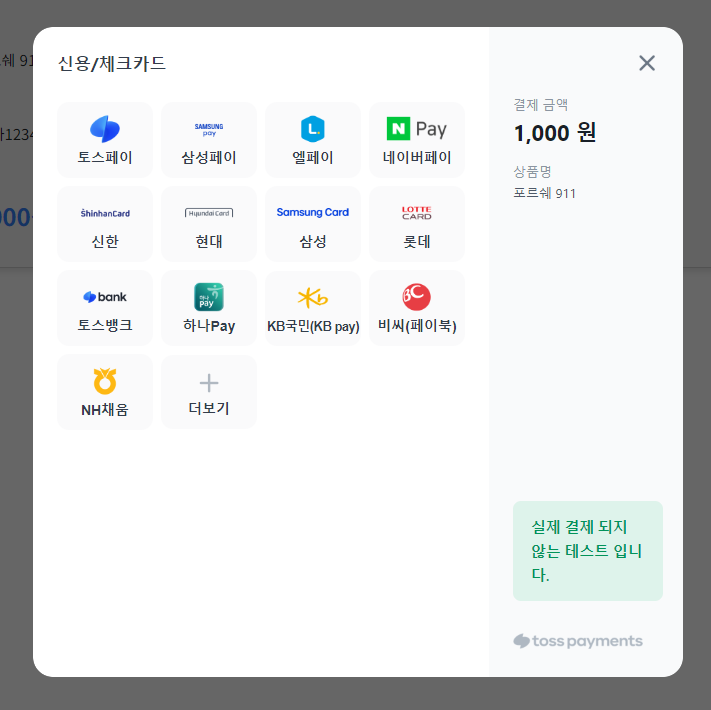 신용/체크카드
SAMSUNG
pay
L.
N Pay
토스페이
삼성페이
엘페이
네이버페이
ShinhanCard
Hyundai Card
Samsung Card
LOTTE
CARD
신한
현대
삼성
롯데
bank
하나
pay
Kb
BC
토스뱅크
하나Pay
KB국민(KB pay)
비씨(페이북)
NH채움
더보기
결제 금액
1,000 원
상품명
포르쉐 911
실제 결제 되지
않는 테스트 입니
다.
toss payments
쉐 91
1234
000